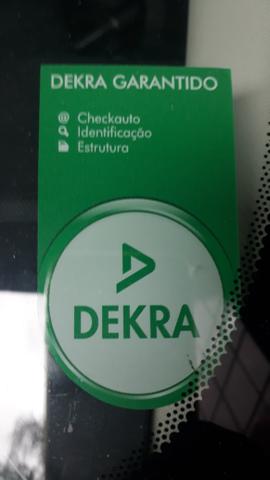 DEKRA GARANTIDO
Checkauto
Identificação
Estrutura
DEKRA